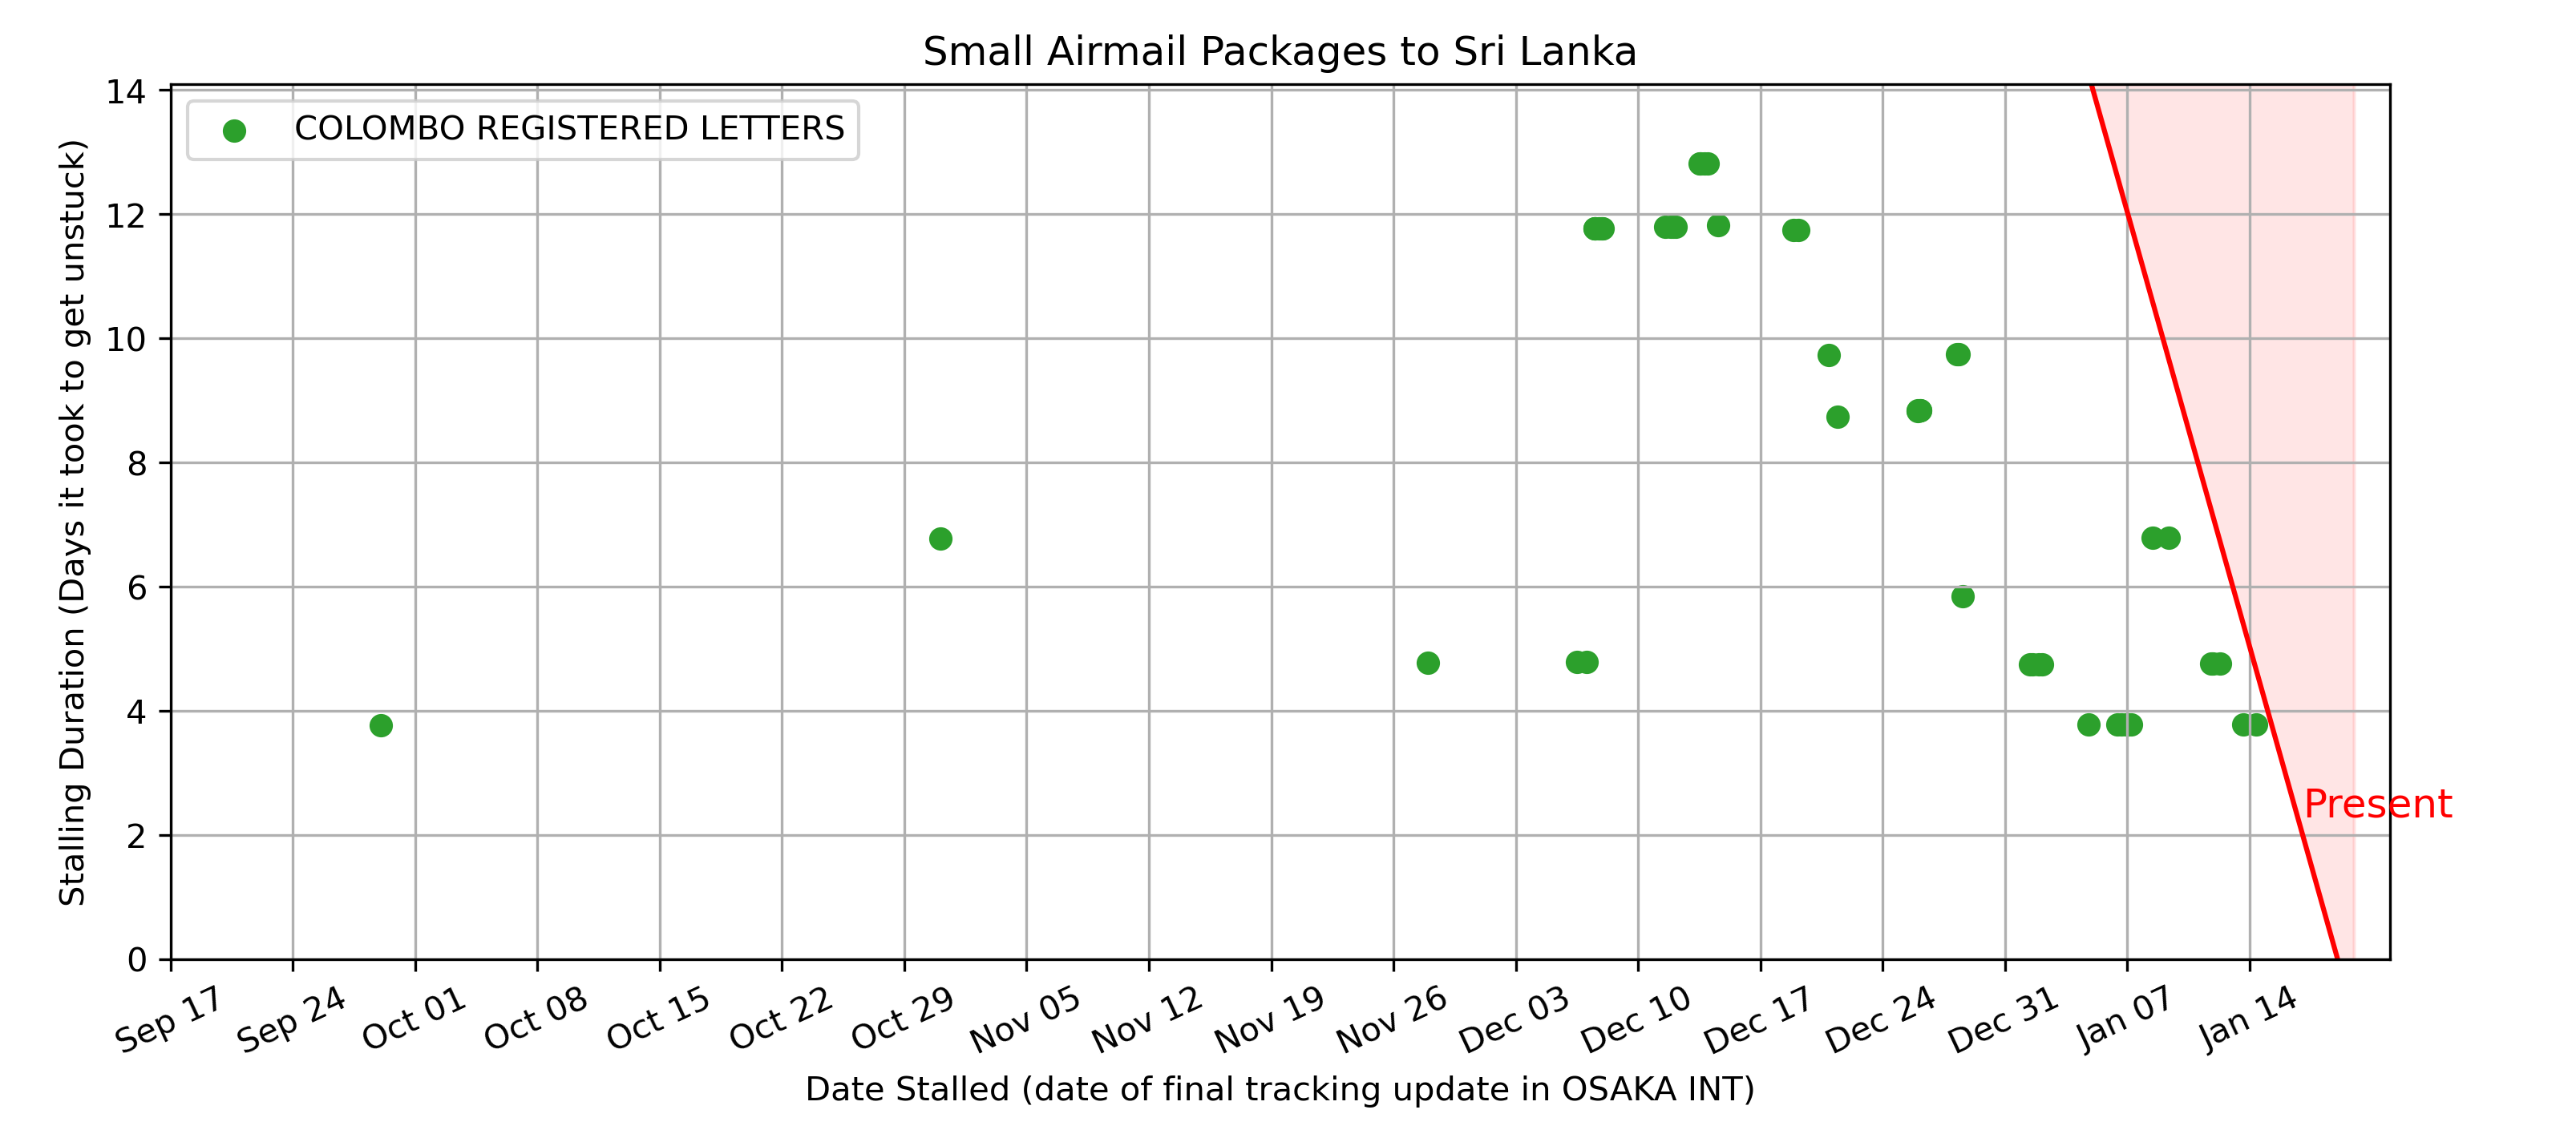 Small Airmail Packages to Sri Lanka
COLOMBO REGISTERED LETTERS
Stalling Duration (Days it took to get unstuck)
14
12
10
8
6
4
2
0
Present
Sep 17
Sep 24
Oct 01
Oct 08
Oct 15
Oct 22
Oct 29
Nov 05
Nov 12
Nov 19
Nov 26
Dec 03
Dec 10
Dec 17
Dec 24
Dec 31
Jan 07
Jan 14
Date Stalled (date of final tracking update in OSAKA INT)